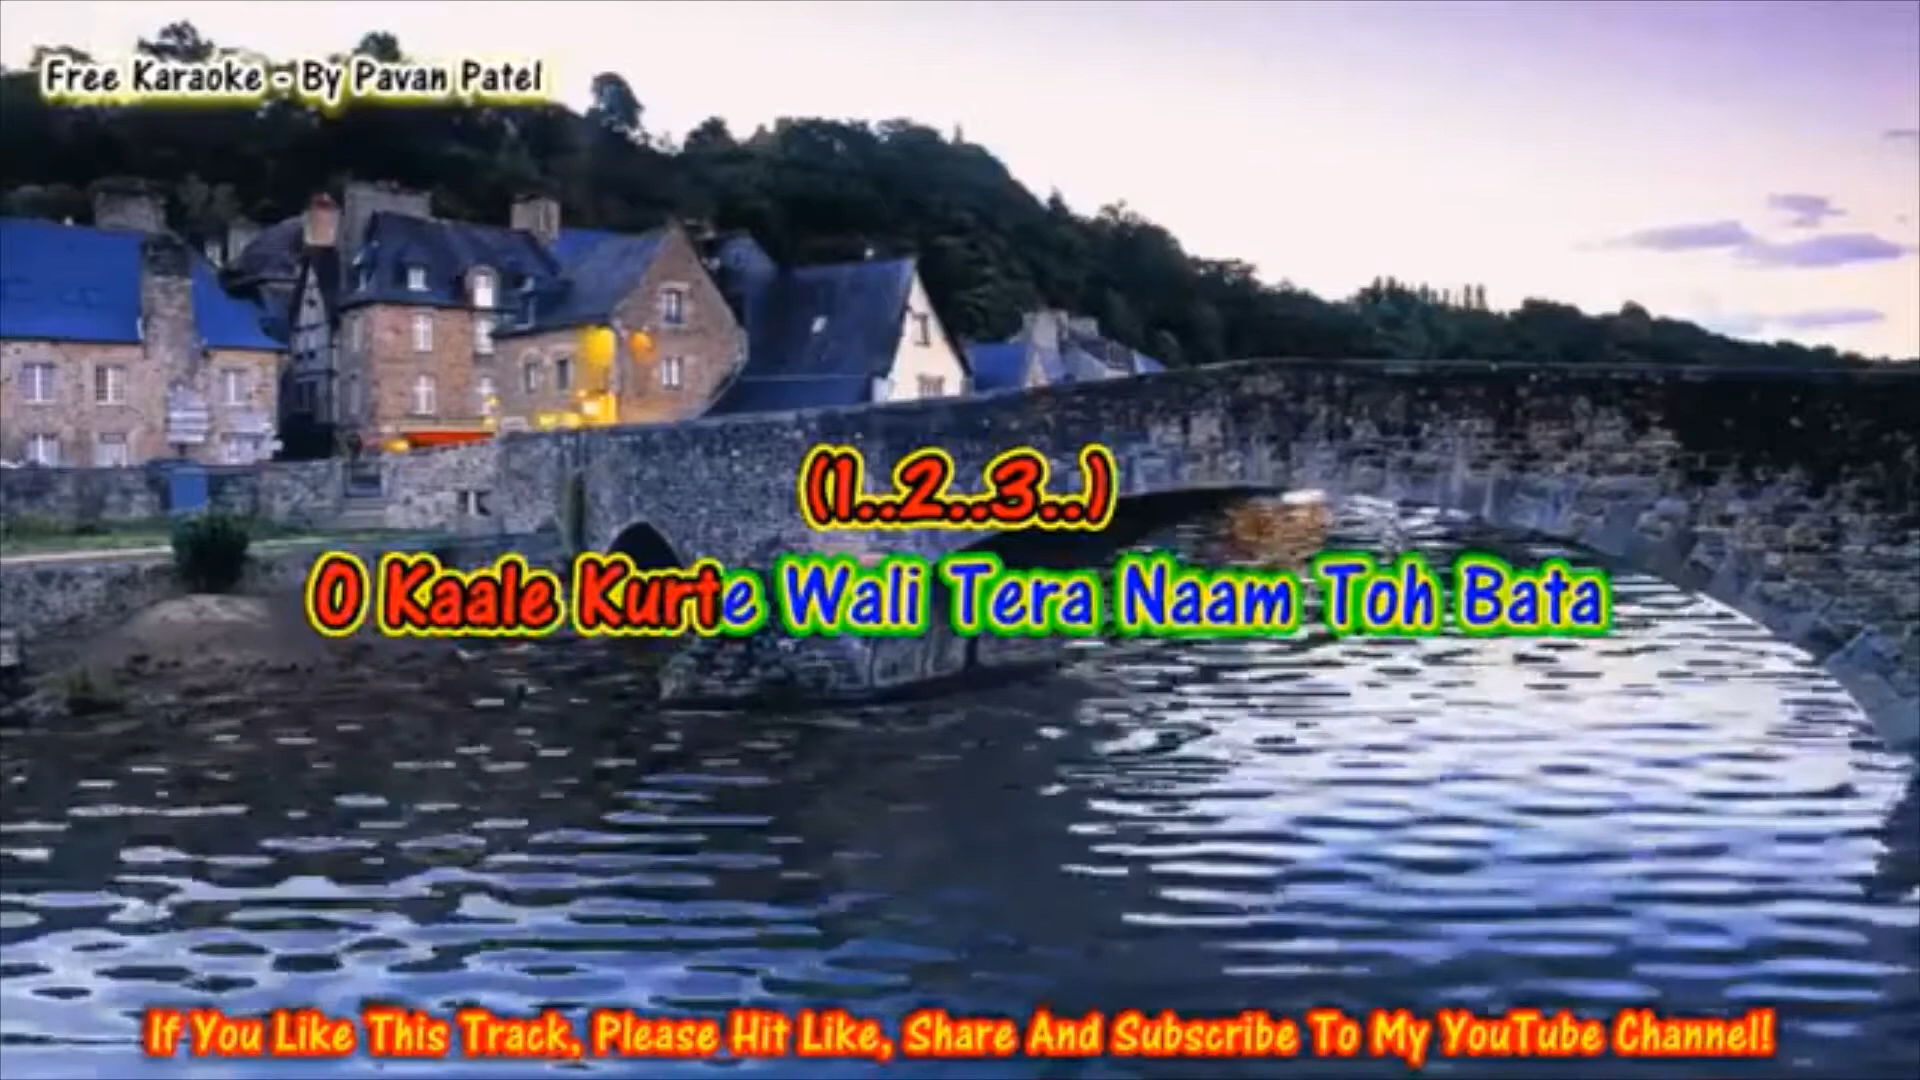 Free Karaoke - By Pavan Patel
(1..2..3..)
O Kaale Kurte Wali Tera Naam Toh Bata
If You Like This Track, Please Hit Like, Share And Subscribe To My YouTube Channel!